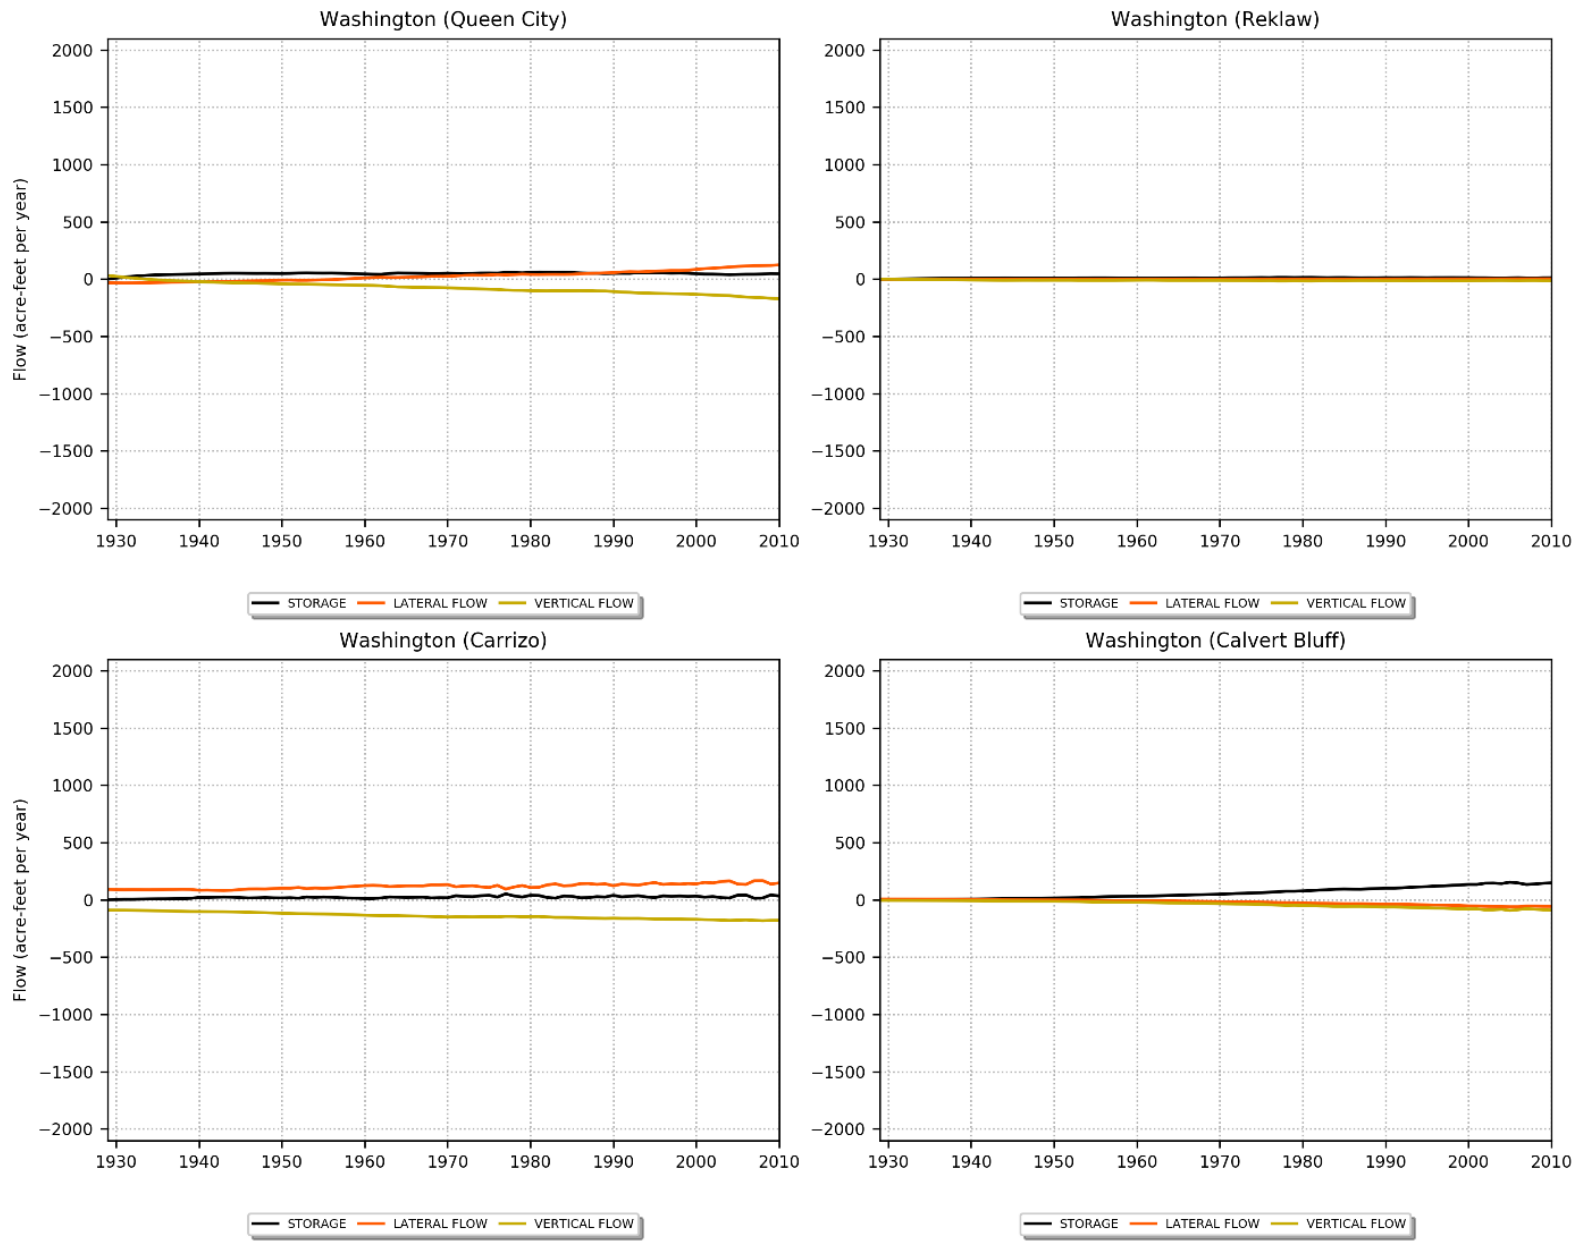 Washington (Queen City)
2000
1500
1000
500
0
−500
−1000
−1500
−2000
Flow (acre-feet per year)
1930 1940 1950 1960 1970 1980 1990 2000 2010
STORAGE LATERAL FLOW VERTICAL FLOW
Washington (Reklaw)
2000
1500
1000
500
0
−500
−1000
−1500
−2000
1930 1940 1950 1960 1970 1980 1990 2000 2010
STORAGE LATERAL FLOW VERTICAL FLOW
Washington (Carrizo)
2000
1500
1000
500
0
−500
−1000
−1500
−2000
Flow (acre-feet per year)
1930 1940 1950 1960 1970 1980 1990 2000 2010
STORAGE LATERAL FLOW VERTICAL FLOW
Washington (Calvert Bluff)
2000
1500
1000
500
0
−500
−1000
−1500
−2000
1930 1940 1950 1960 1970 1980 1990 2000 2010
STORAGE LATERAL FLOW VERTICAL FLOW